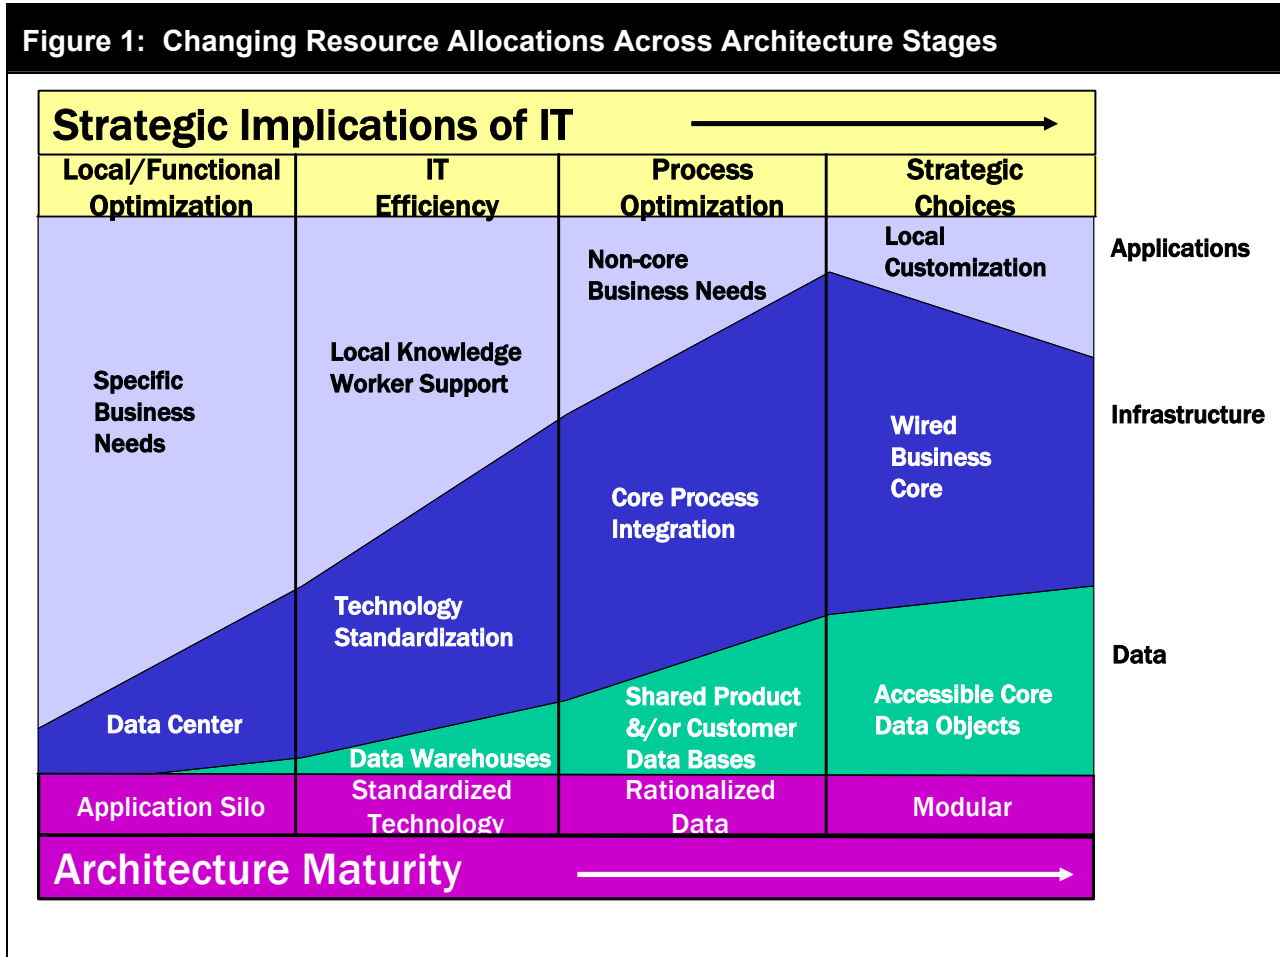 Figure 1:  Changing Resource Allocations Across Architecture Stages
Strategic Implications of IT
Local/Functional
Optimization
IT
Efficiency
Process
Optimization
Strategic
Choices
Applications
Infrastructure
Data
Specific
Business
Needs
Local Knowledge
Worker Support
Non-core
Business Needs
Local
Customization
Data Center
Technology
Standardization
Core Process
Integration
Wired
Business
Core
Data Warehouses
Shared Product
&/or Customer
Data Bases
Accessible Core
Data Objects
Application Silo
Standardized
Technology
Rationalized
Data
Modular
Architecture Maturity